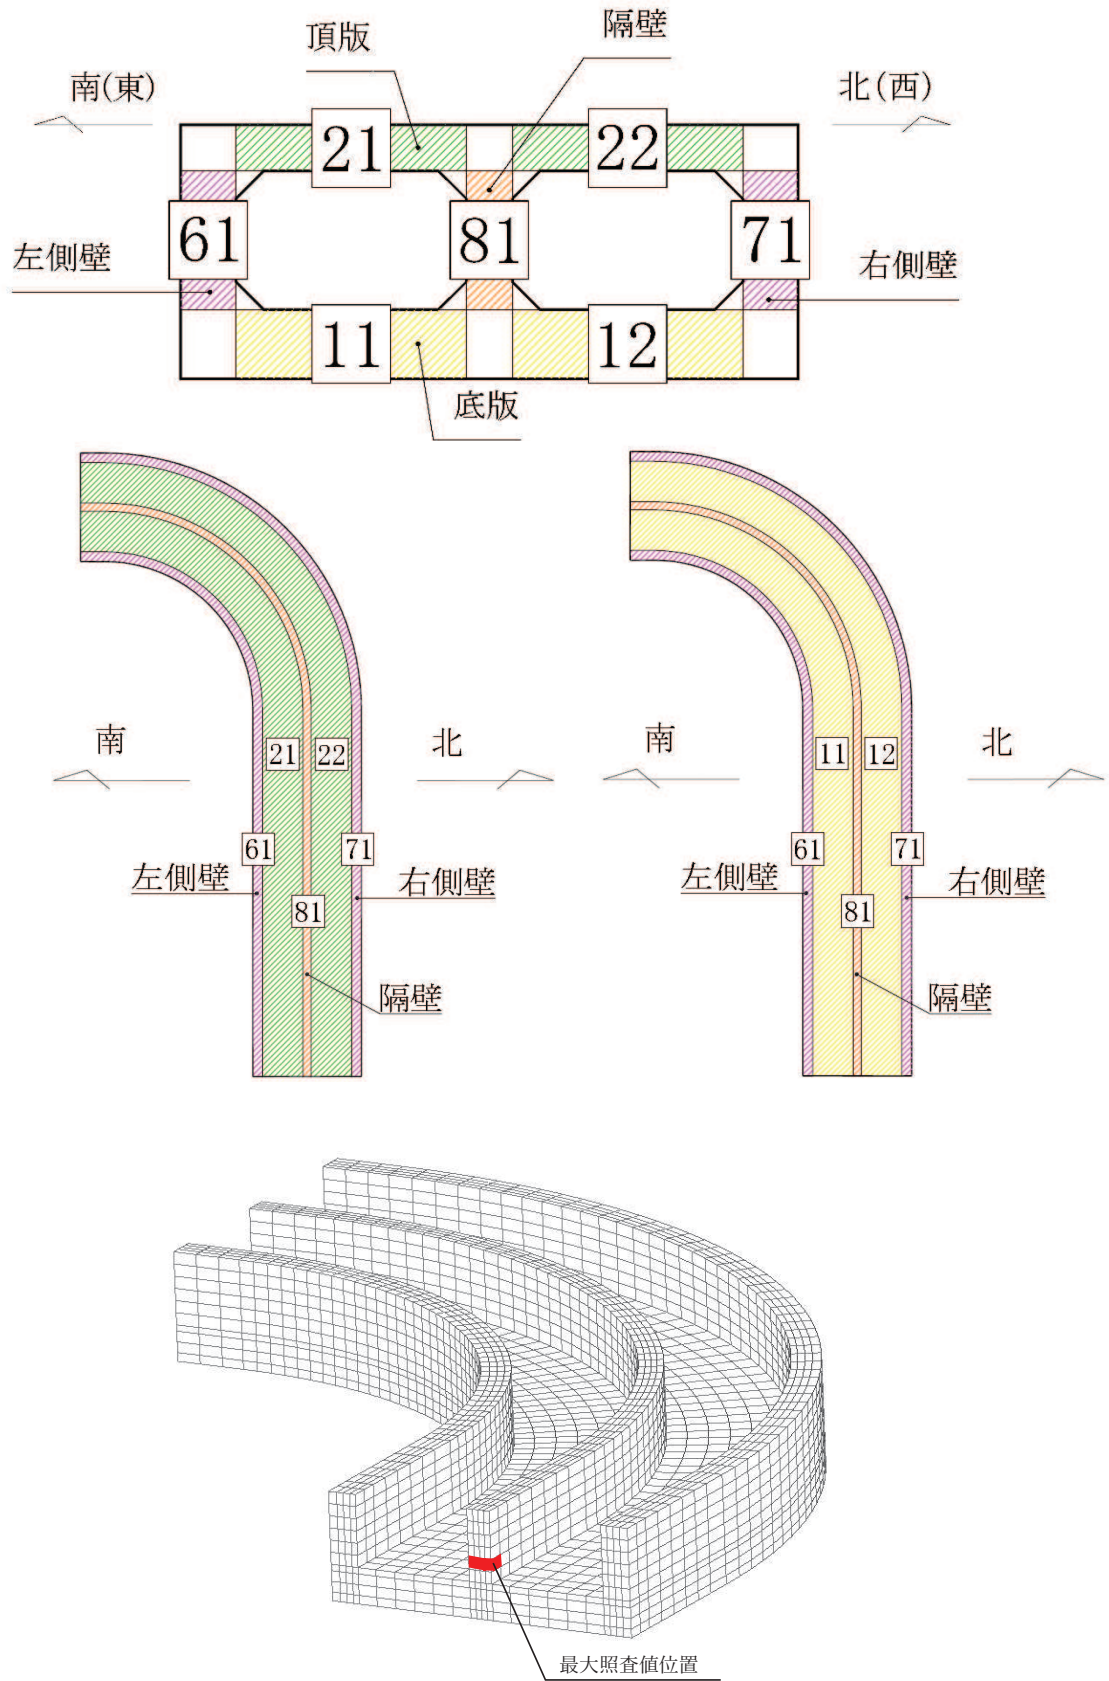 隔壁
頂版
南(東)
北(西)
21
22
61
81
71
左側壁
右側壁
11
12
底版
南
21
22
北
61
71
左側壁
右側壁
81
隔壁
南
11
12
北
61
71
左側壁
右側壁
81
隔壁
最大照査値位置